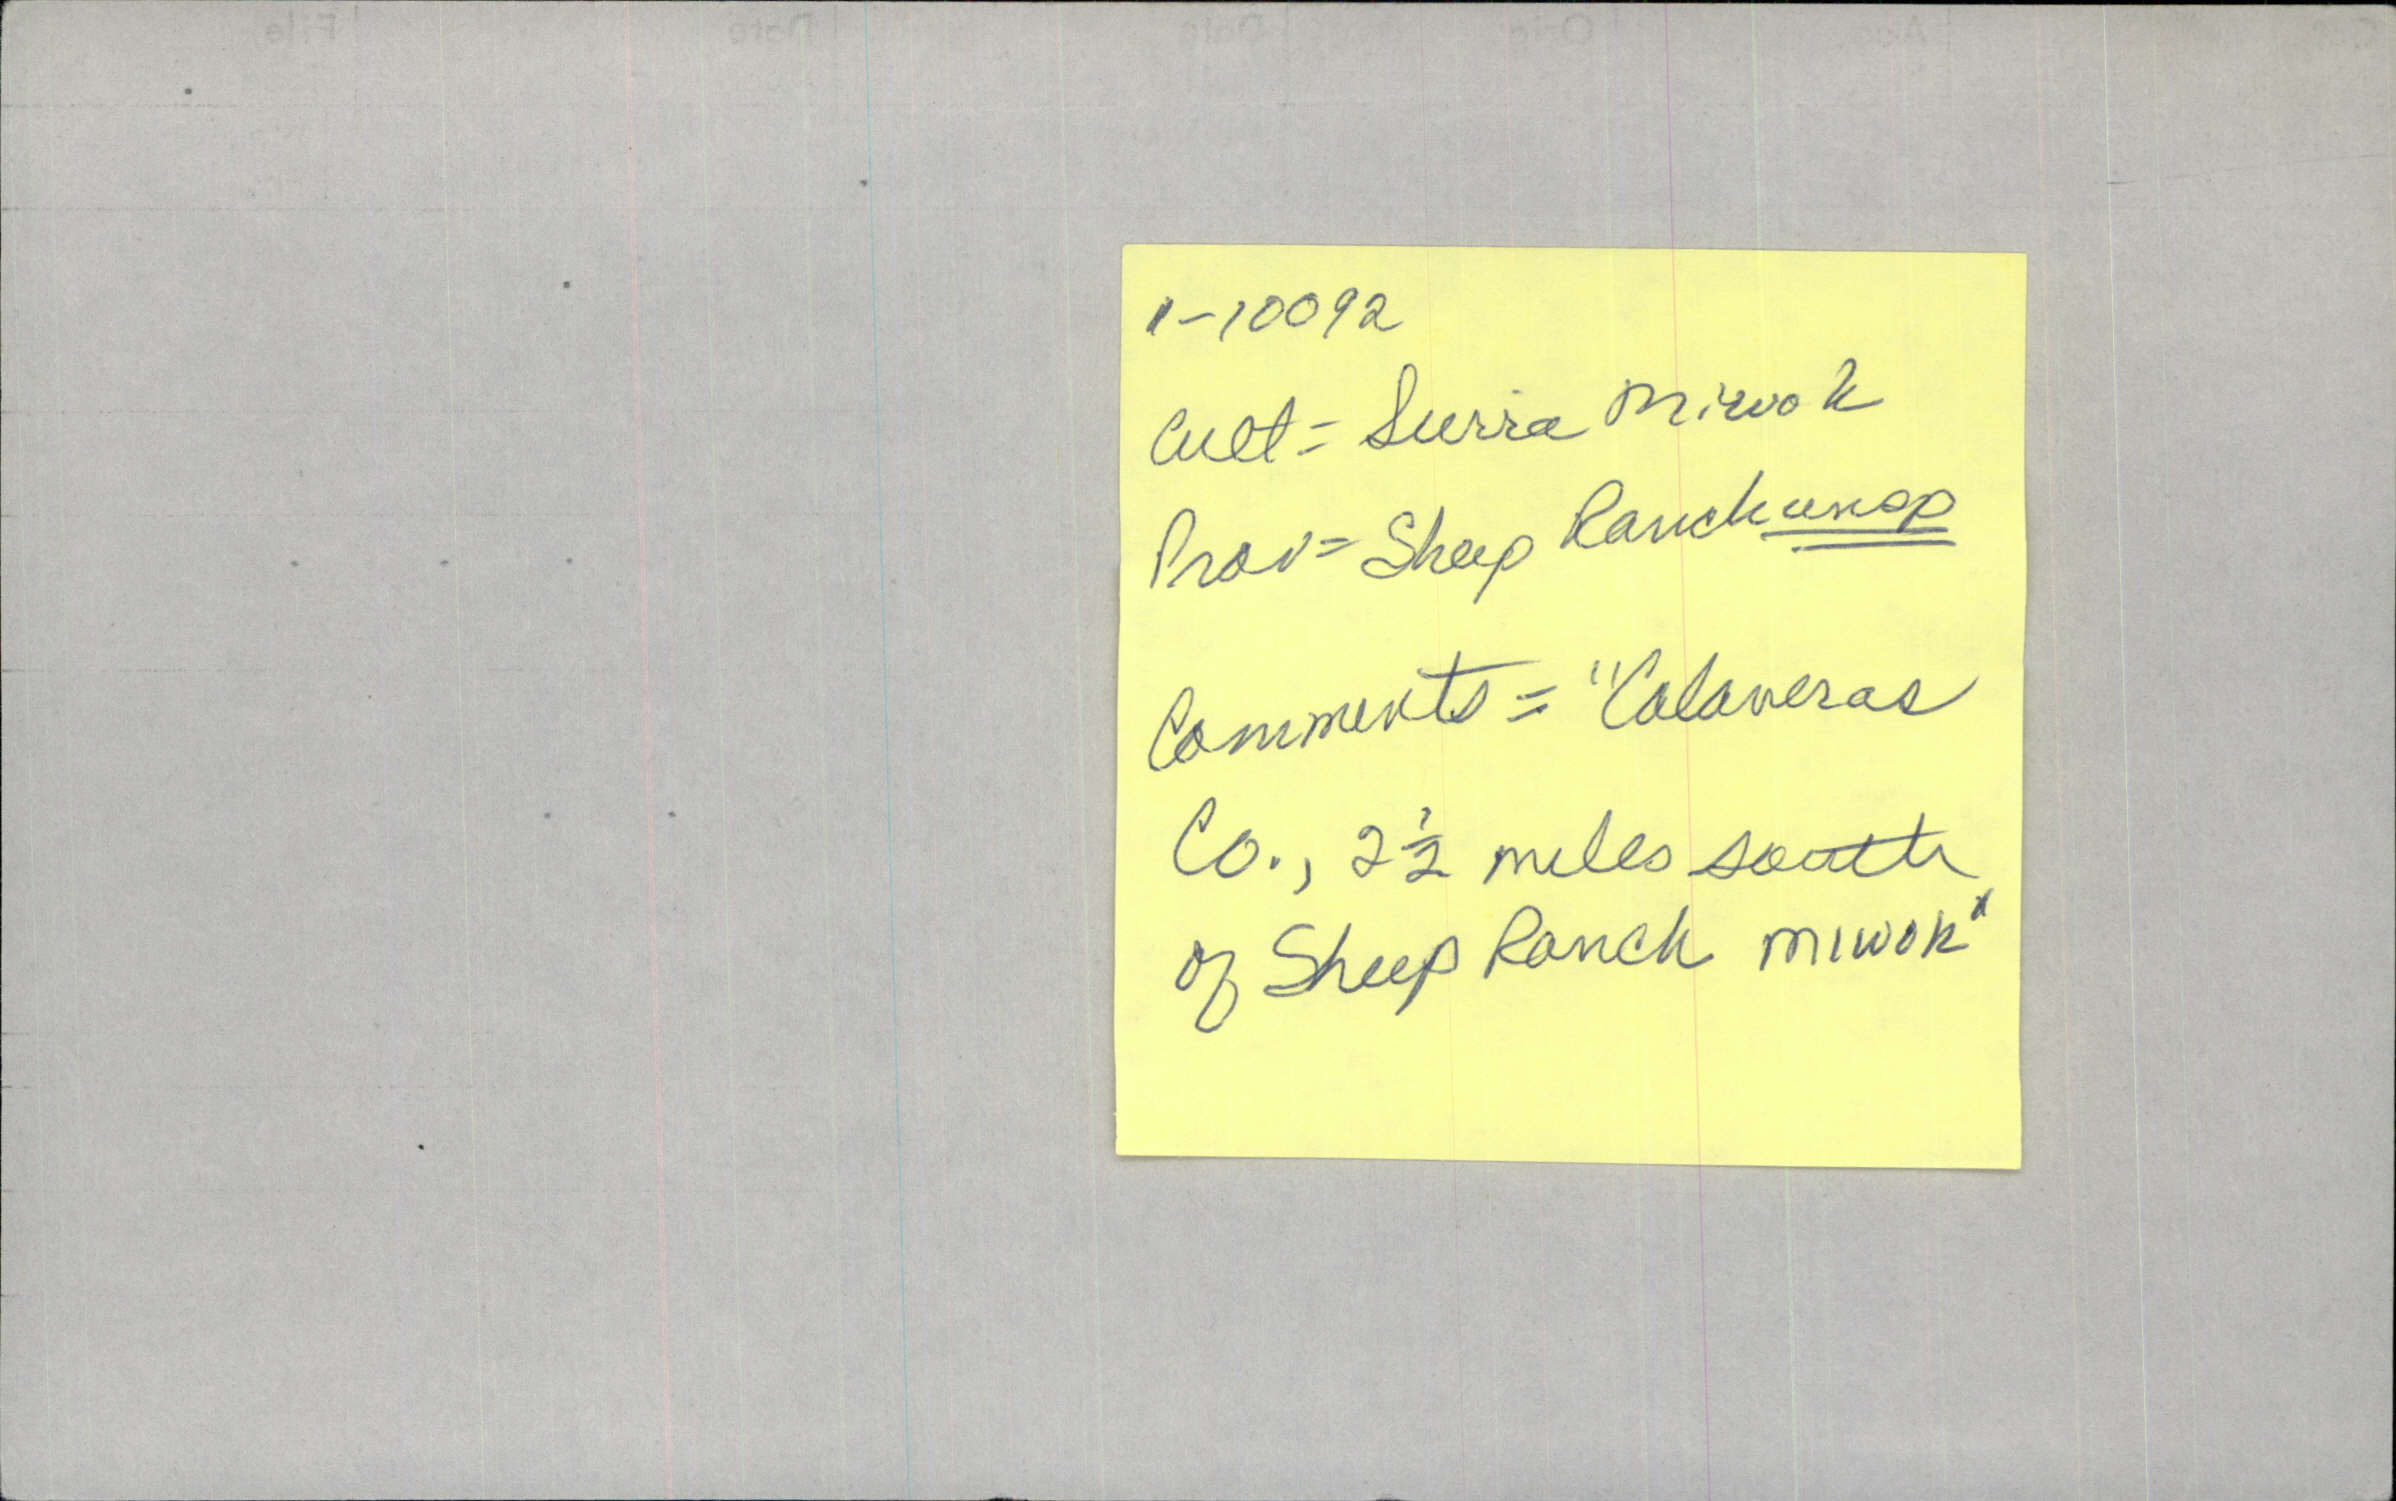 1-10092
Cult = Sierra Miwok
Prov = Sheep Ranch unsp
Comments = "Calaveras
Co., 2½ miles south
of Sheep Ranch Miwok"